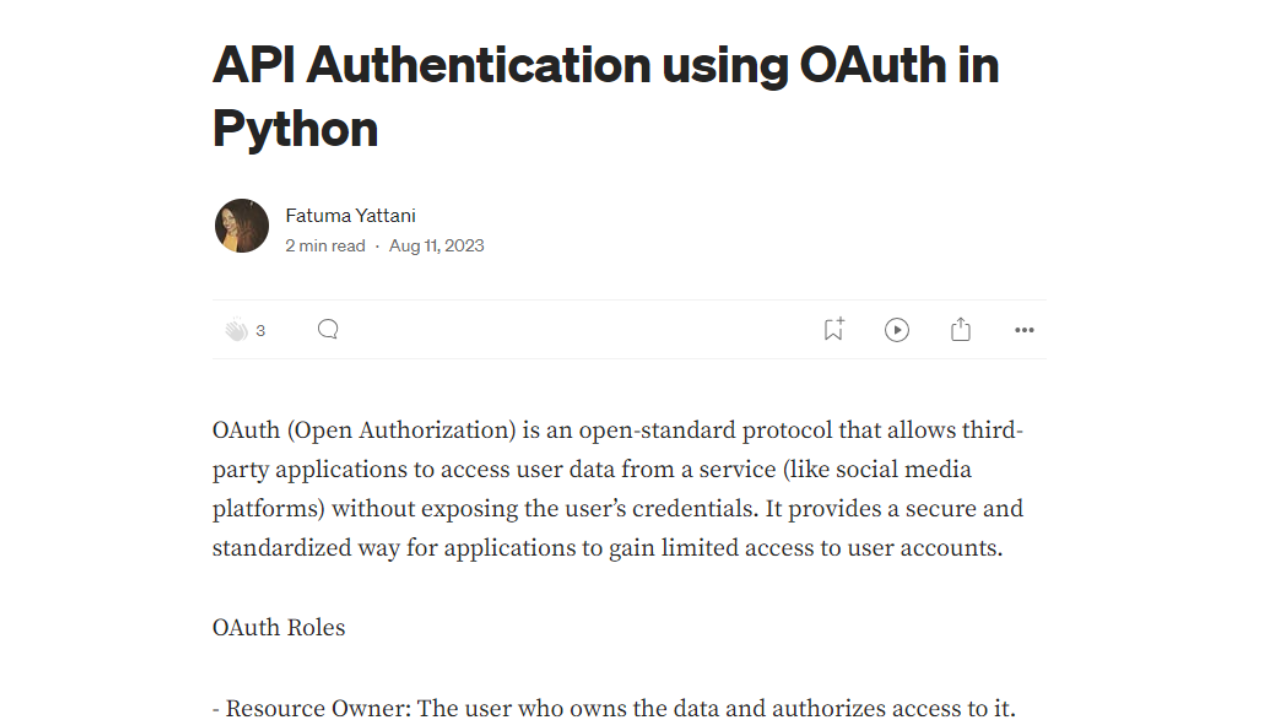 API Authentication using OAuth in
Python
Fatuma Yattani
2 min read · Aug 11, 2023
3
OAuth (Open Authorization) is an open-standard protocol that allows third-
party applications to access user data from a service (like social media
platforms) without exposing the user’s credentials. It provides a secure and
standardized way for applications to gain limited access to user accounts.
OAuth Roles
- Resource Owner: The user who owns the data and authorizes access to it.